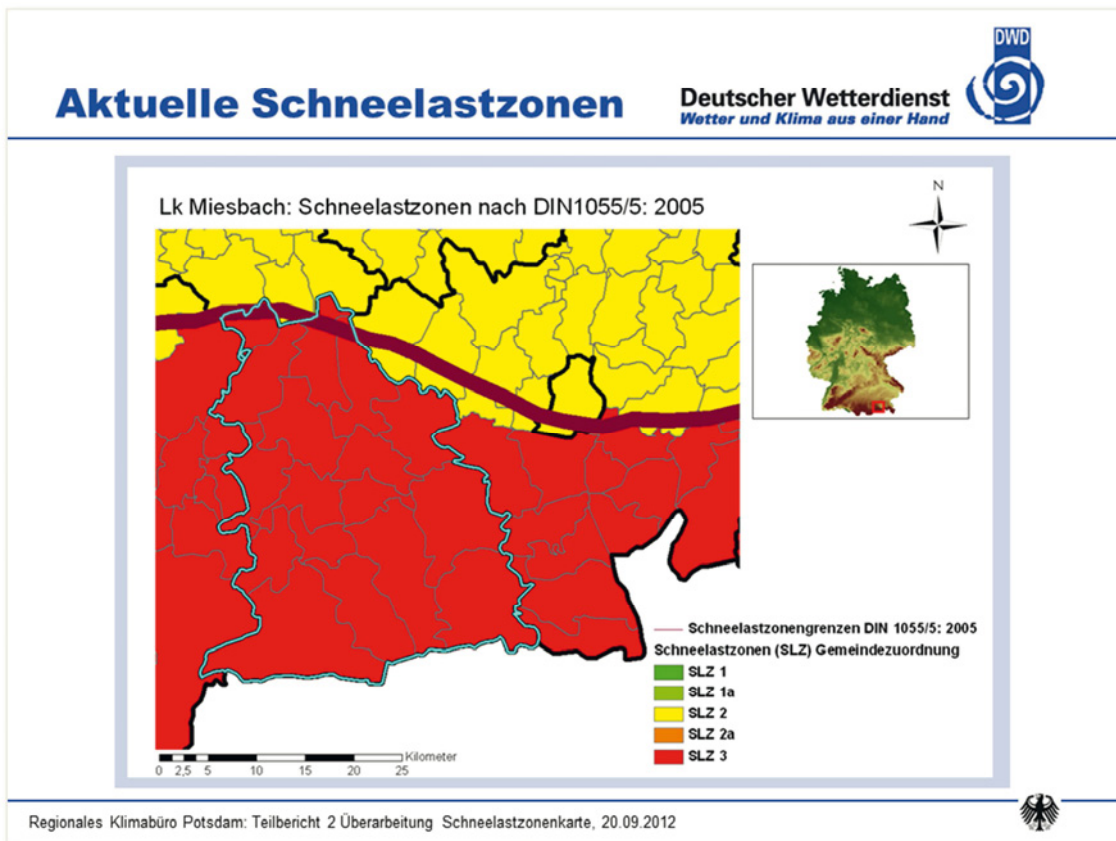 DWD
Aktuelle Schneelastzonen
Deutscher Wetterdienst
Wetter und Klima aus einer Hand
Lk Miesbach: Schneelastzonen nach DIN1055/5: 2005
N
Schneelastzonengrenzen DIN 1055/5: 2005
Schneelastzonen (SLZ) Gemeindezuordnung
SLZ 1
SLZ 1a
SLZ 2
SLZ 2a
SLZ 3
Kilometer
0 2,5 5 10 15 20 25
Regionales Klimabüro Potsdam: Teilbericht 2 Überarbeitung Schneelastzonenkarte, 20.09.2012